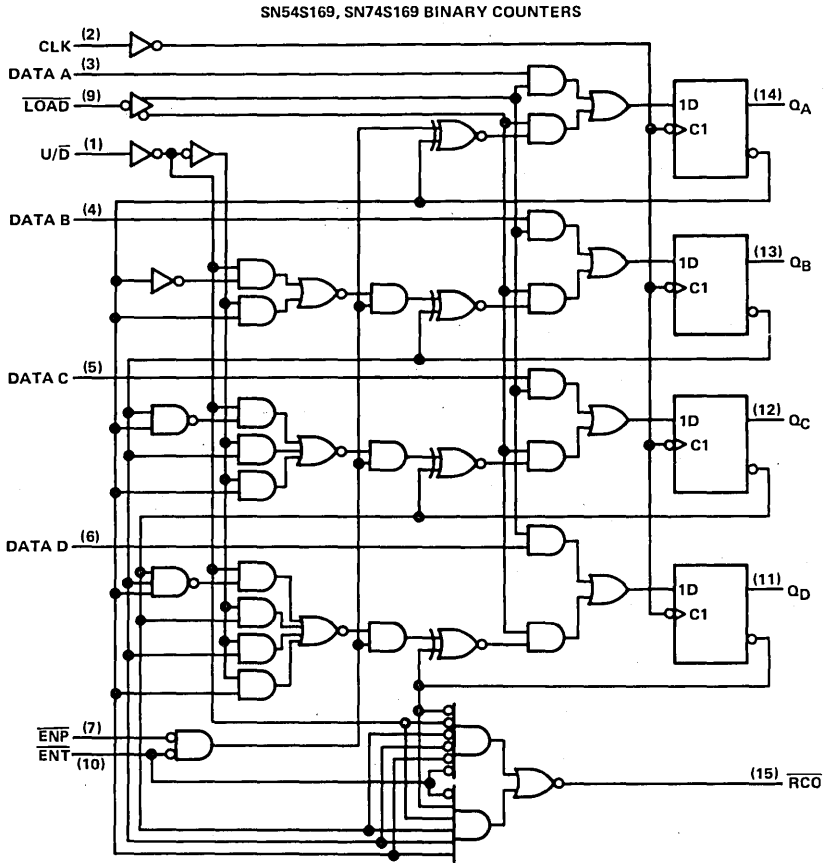 SN54S169, SN74S169 BINARY COUNTERS
CLK (2)
DATA A (3)
LOAD (9)
U/D (1)
1D
C1
(14) QA
DATA B (4)
1D
C1
(13) QB
DATA C (5)
1D
C1
(12) QC
DATA D (6)
1D
C1
(11) QD
ENP (7)
ENT (10)
(15) RCO